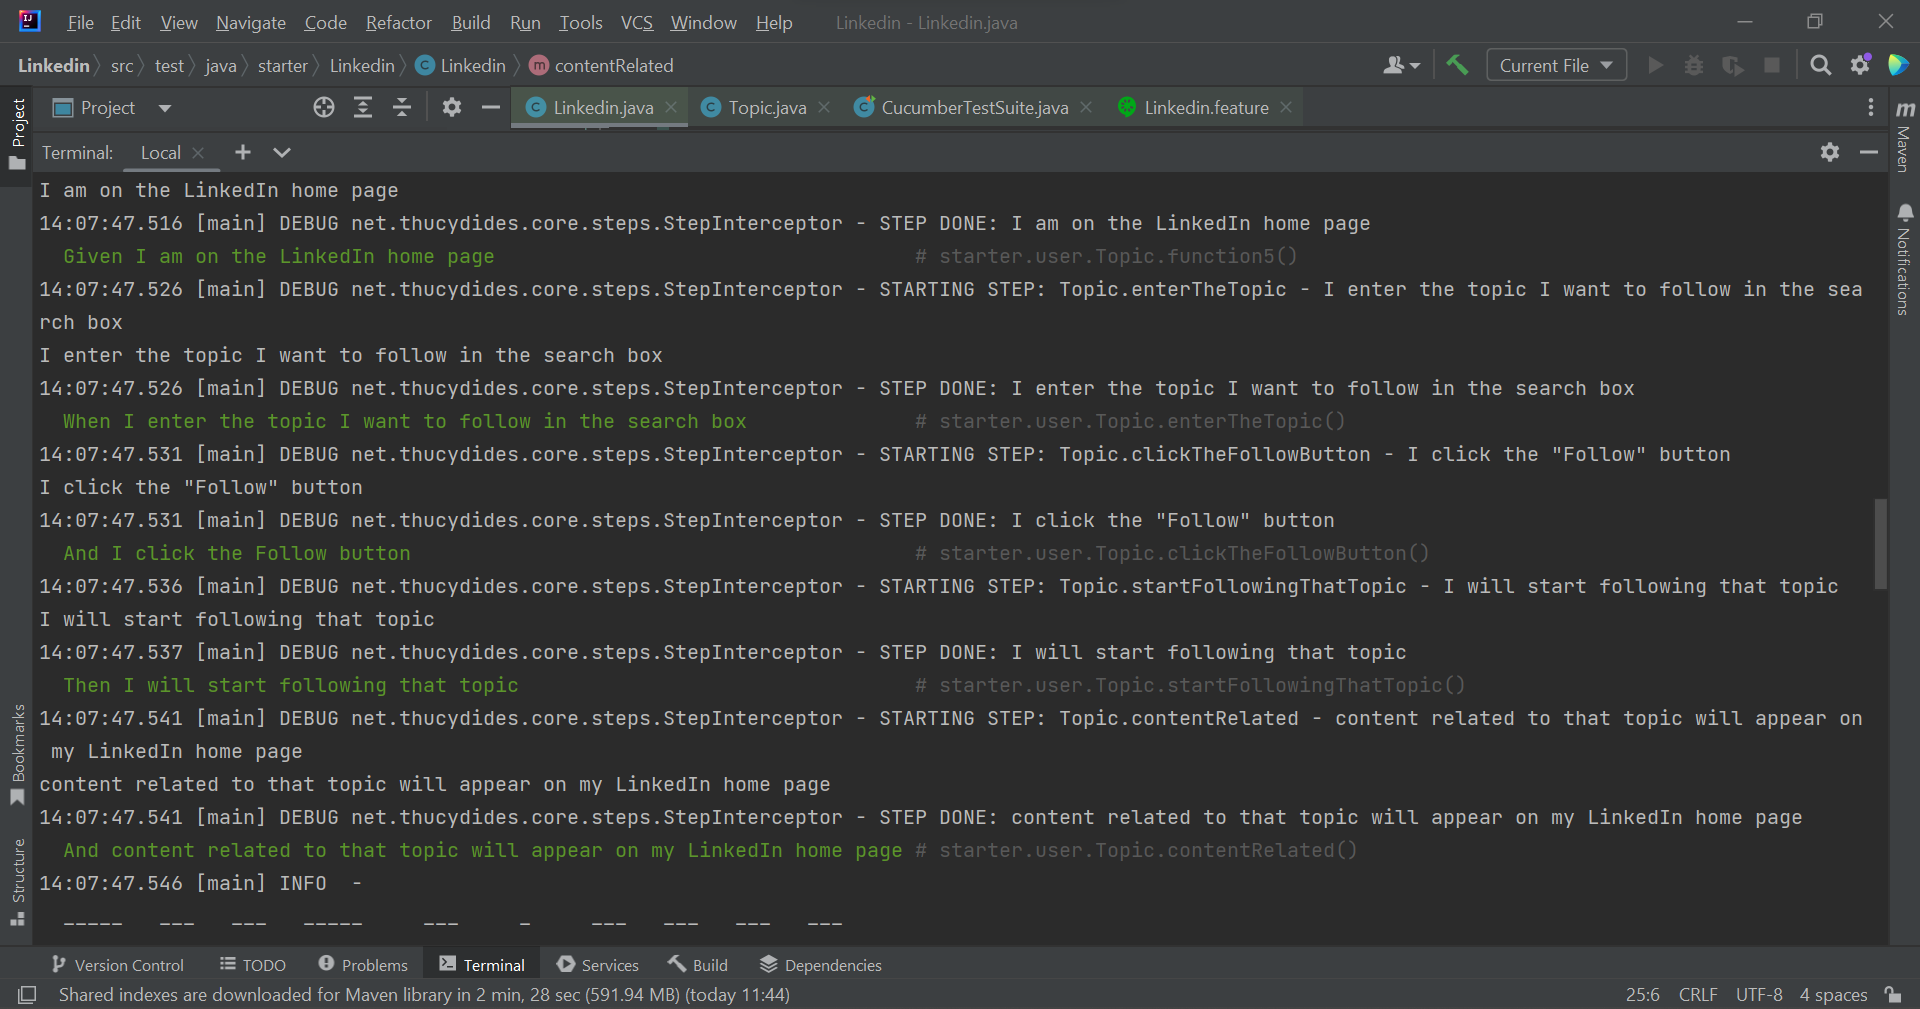 File Edit View Navigate Code Refactor Build Run Tools VCS Window Help Linkedin - Linkedin.java
Linkedin src test java starter Linkedin C Linkedin m contentRelated Current File
Project C Linkedin.java C Topic.java C CucumberTestSuite.java Linkedin.feature
Terminal: Local
I am on the LinkedIn home page
14:07:47.516 [main] DEBUG net.thucydides.core.steps.StepInterceptor - STEP DONE: I am on the LinkedIn home page
Given I am on the LinkedIn home page # starter.user.Topic.function5()
14:07:47.526 [main] DEBUG net.thucydides.core.steps.StepInterceptor - STARTING STEP: Topic.enterTheTopic - I enter the topic I want to follow in the sea
rch box
I enter the topic I want to follow in the search box
14:07:47.526 [main] DEBUG net.thucydides.core.steps.StepInterceptor - STEP DONE: I enter the topic I want to follow in the search box
When I enter the topic I want to follow in the search box # starter.user.Topic.enterTheTopic()
14:07:47.531 [main] DEBUG net.thucydides.core.steps.StepInterceptor - STARTING STEP: Topic.clickTheFollowButton - I click the "Follow" button
I click the "Follow" button
14:07:47.531 [main] DEBUG net.thucydides.core.steps.StepInterceptor - STEP DONE: I click the "Follow" button
And I click the Follow button # starter.user.Topic.clickTheFollowButton()
14:07:47.536 [main] DEBUG net.thucydides.core.steps.StepInterceptor - STARTING STEP: Topic.startFollowingThatTopic - I will start following that topic
I will start following that topic
14:07:47.537 [main] DEBUG net.thucydides.core.steps.StepInterceptor - STEP DONE: I will start following that topic
Then I will start following that topic # starter.user.Topic.startFollowingThatTopic()
14:07:47.541 [main] DEBUG net.thucydides.core.steps.StepInterceptor - STARTING STEP: Topic.contentRelated - content related to that topic will appear on
my LinkedIn home page
content related to that topic will appear on my LinkedIn home page
14:07:47.541 [main] DEBUG net.thucydides.core.steps.StepInterceptor - STEP DONE: content related to that topic will appear on my LinkedIn home page
And content related to that topic will appear on my LinkedIn home page # starter.user.Topic.contentRelated()
14:07:47.546 [main] INFO -
_____ ___ ___ _____ ___ _ ___ ___ ___ ___
Version Control TODO Problems Terminal Services Build Dependencies
Shared indexes are downloaded for Maven library in 2 min, 28 sec (591.94 MB) (today 11:44) 25:6 CRLF UTF-8 4 spaces
Project
Bookmarks
Structure
m Maven
Notifications